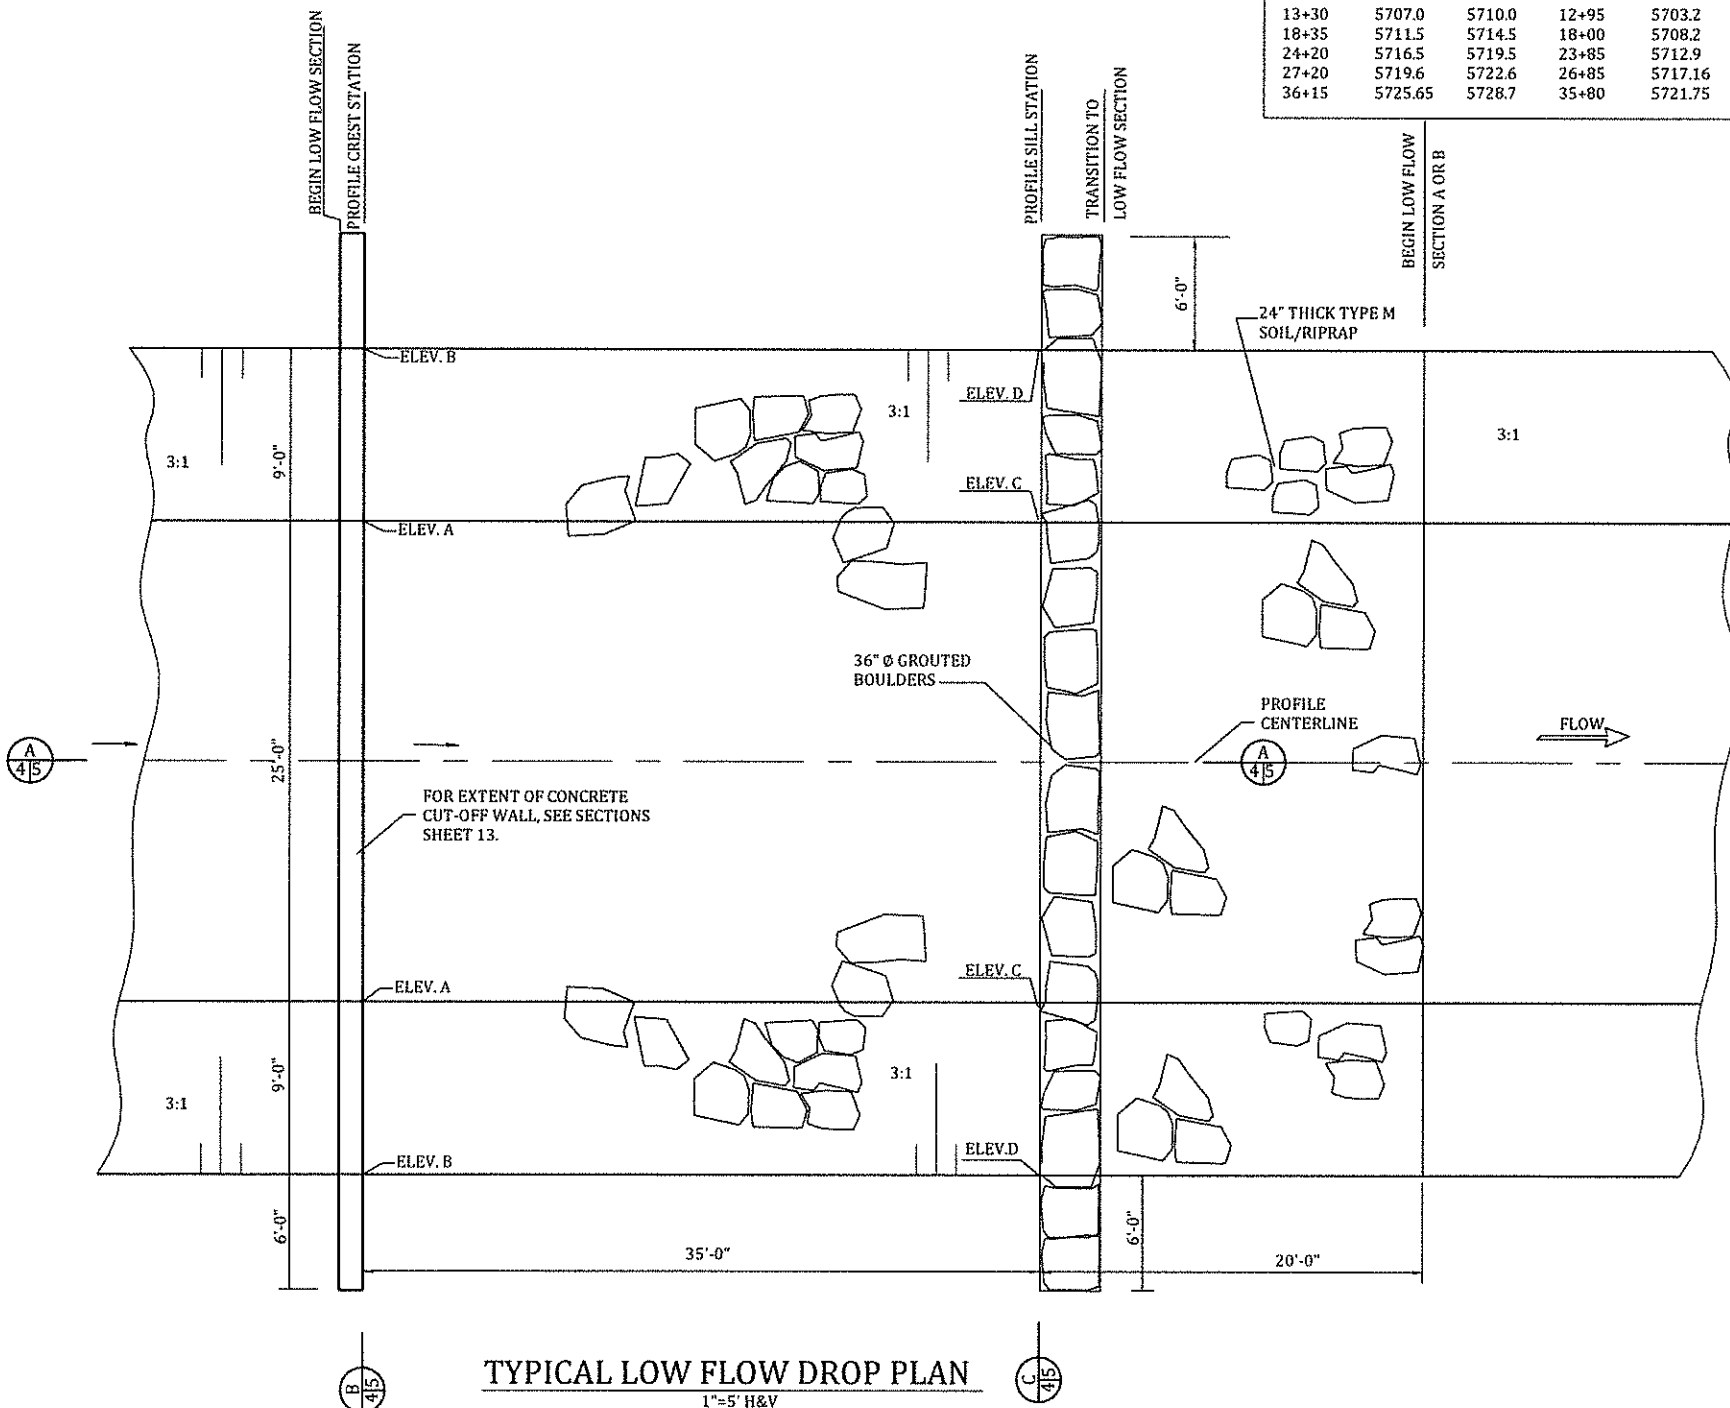 13+30 5707.0 5710.0 12+95 5703.2
18+35 5711.5 5714.5 18+00 5708.2
24+20 5716.5 5719.5 23+85 5712.9
27+20 5719.6 5722.6 26+85 5717.16
36+15 5725.65 5728.7 35+80 5721.75
BEGIN LOW FLOW SECTION
PROFILE CREST STATION
PROFILE SILL STATION
TRANSITION TO
LOW FLOW SECTION
BEGIN LOW FLOW
SECTION A OR B
6'-0"
24" THICK TYPE M
SOIL/RIPRAP
ELEV. B
ELEV. D
3:1
3:1
3:1
9'-0"
ELEV. C
ELEV. A
36" Ø GROUTED
BOULDERS
PROFILE
CENTERLINE
FLOW
A
4|5
25'-0"
A
4|5
FOR EXTENT OF CONCRETE
CUT-OFF WALL, SEE SECTIONS
SHEET 13.
ELEV. C
ELEV. A
9'-0"
3:1
3:1
ELEV.D
ELEV. B
6'-0"
35'-0"
6'-0"
20'-0"
B
4|5
TYPICAL LOW FLOW DROP PLAN
1"=5' H&V
C
4|5